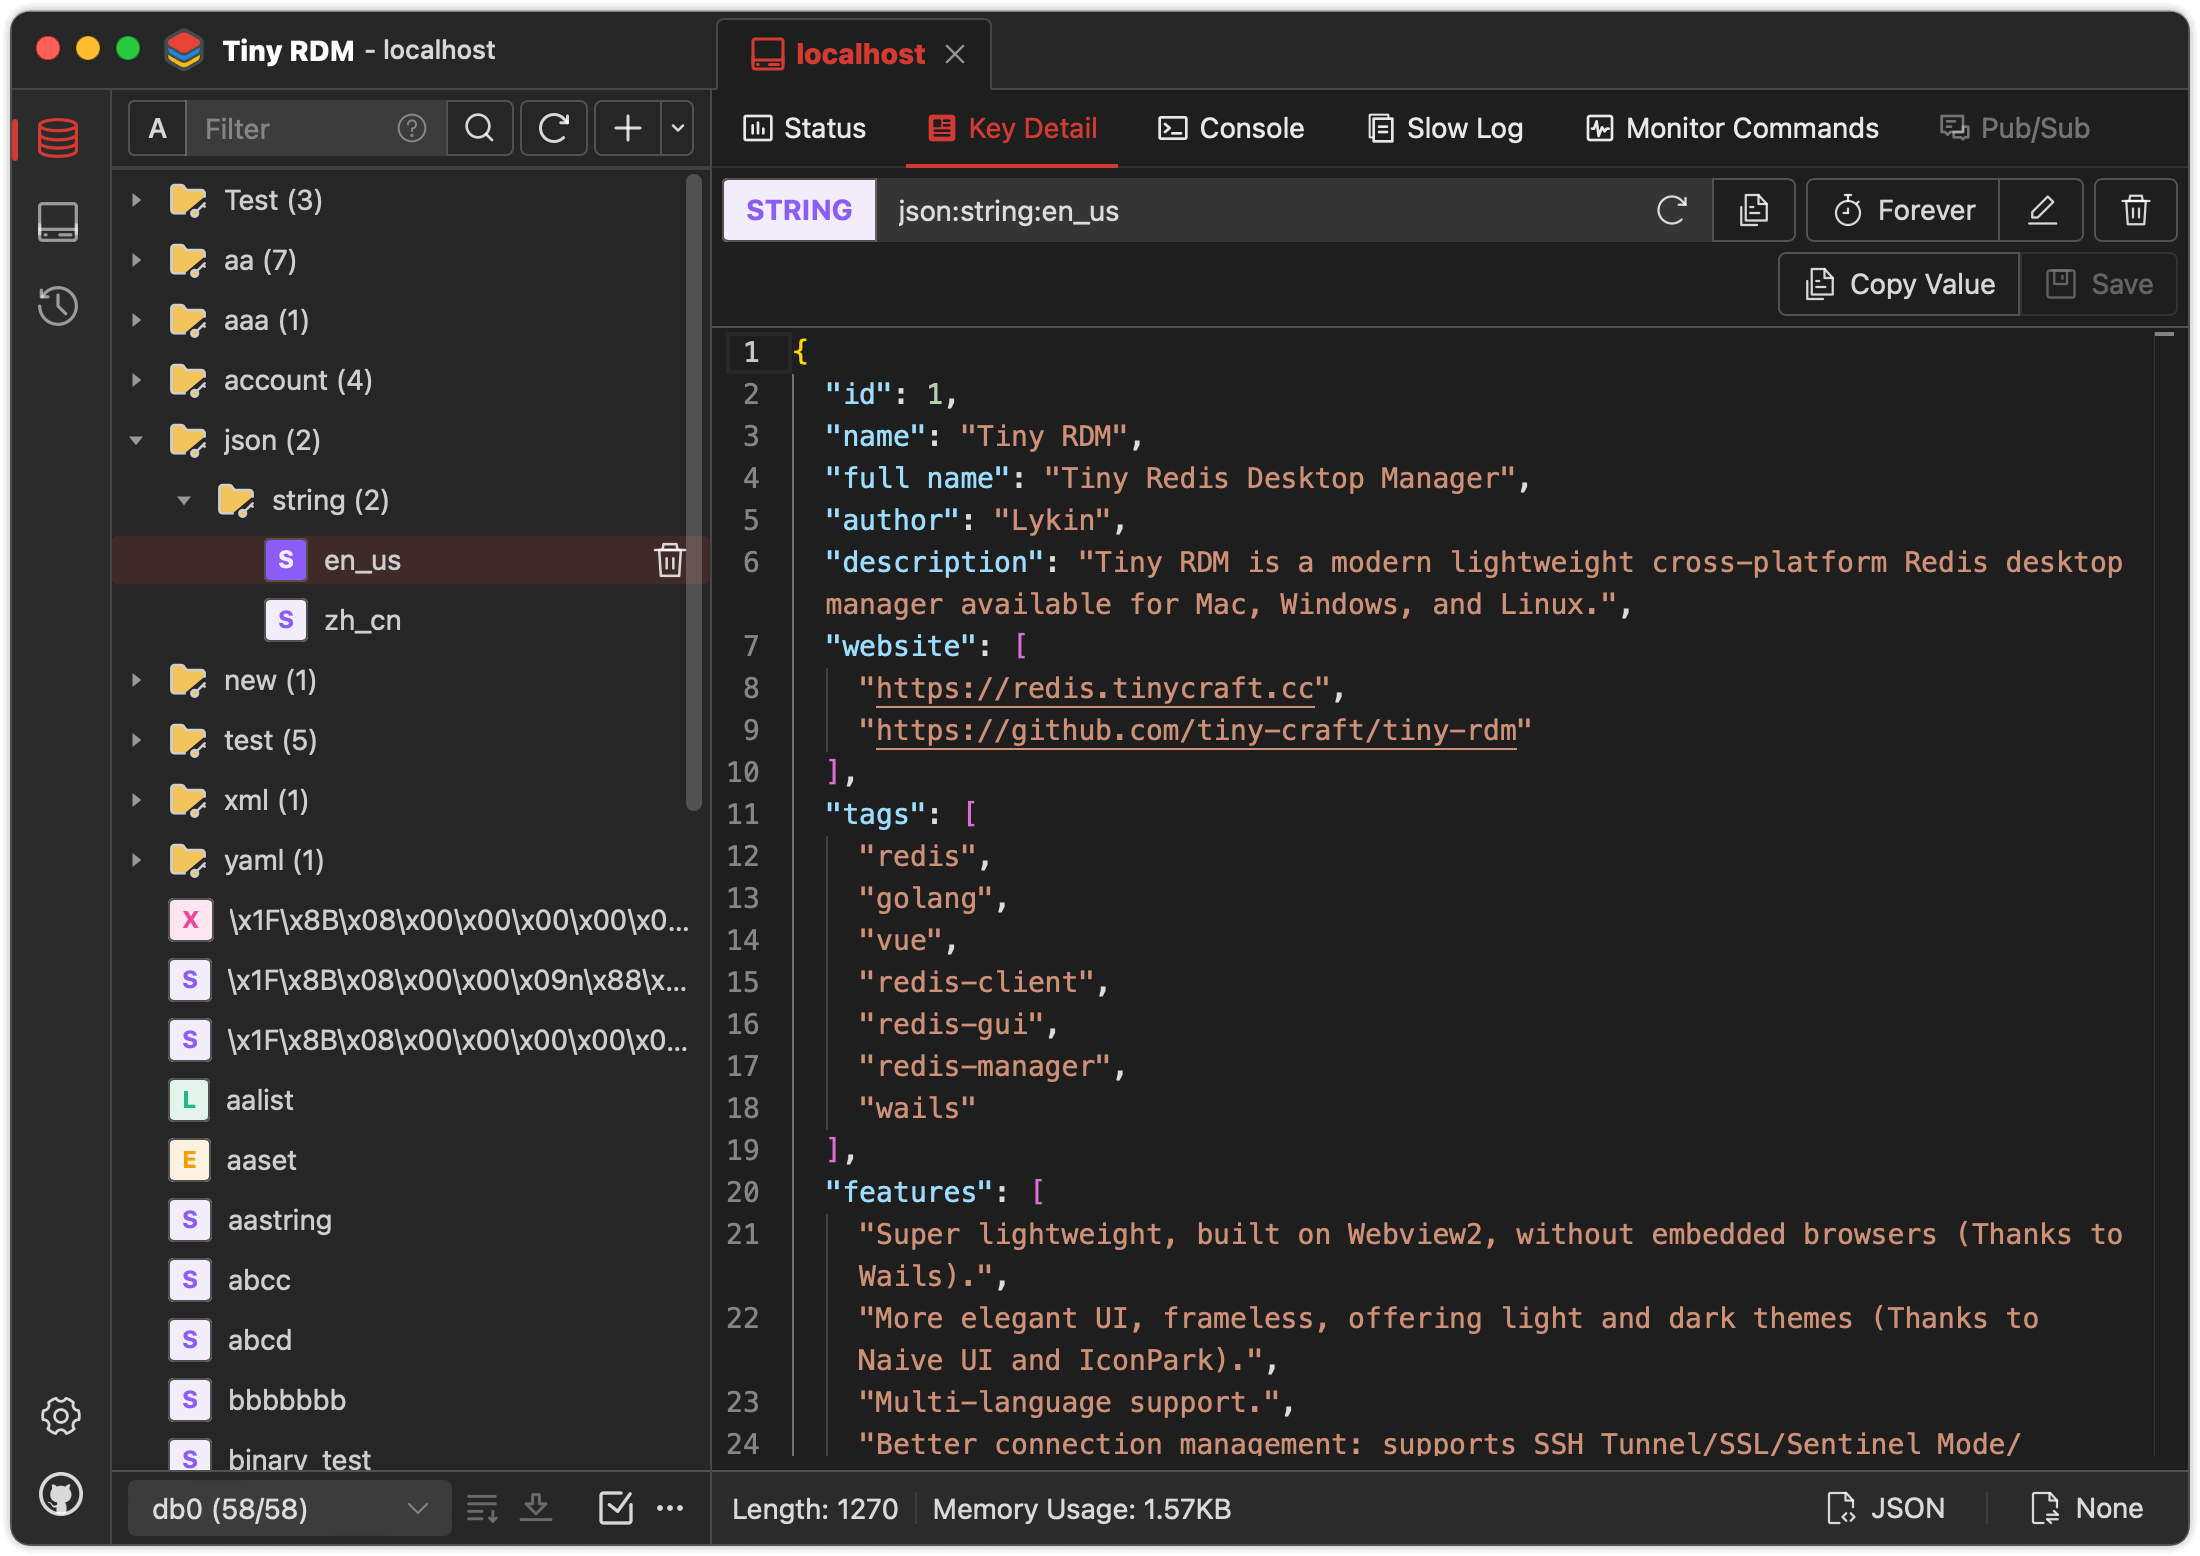 Tiny RDM - localhost
localhost
A Filter
Status Key Detail Console Slow Log Monitor Commands Pub/Sub
STRING json:string:en_us Forever
Copy Value Save
Test (3)
aa (7)
aaa (1)
account (4)
json (2)
string (2)
S en_us
S zh_cn
new (1)
test (5)
xml (1)
yaml (1)
X \x1F\x8B\x08\x00\x00\x00\x00\x0...
S \x1F\x8B\x08\x00\x00\x09n\x88\x...
S \x1F\x8B\x08\x00\x00\x00\x00\x0...
L aalist
E aaset
S aastring
S abcc
S abcd
S bbbbbbb
S binary_test
db0 (58/58)
1 {
2 "id": 1,
3 "name": "Tiny RDM",
4 "full name": "Tiny Redis Desktop Manager",
5 "author": "Lykin",
6 "description": "Tiny RDM is a modern lightweight cross-platform Redis desktop
manager available for Mac, Windows, and Linux.",
7 "website": [
8 "https://redis.tinycraft.cc",
9 "https://github.com/tiny-craft/tiny-rdm"
10 ],
11 "tags": [
12 "redis",
13 "golang",
14 "vue",
15 "redis-client",
16 "redis-gui",
17 "redis-manager",
18 "wails"
19 ],
20 "features": [
21 "Super lightweight, built on Webview2, without embedded browsers (Thanks to
Wails).",
22 "More elegant UI, frameless, offering light and dark themes (Thanks to
Naive UI and IconPark).",
23 "Multi-language support.",
24 "Better connection management: supports SSH Tunnel/SSL/Sentinel Mode/
Length: 1270 Memory Usage: 1.57KB JSON None